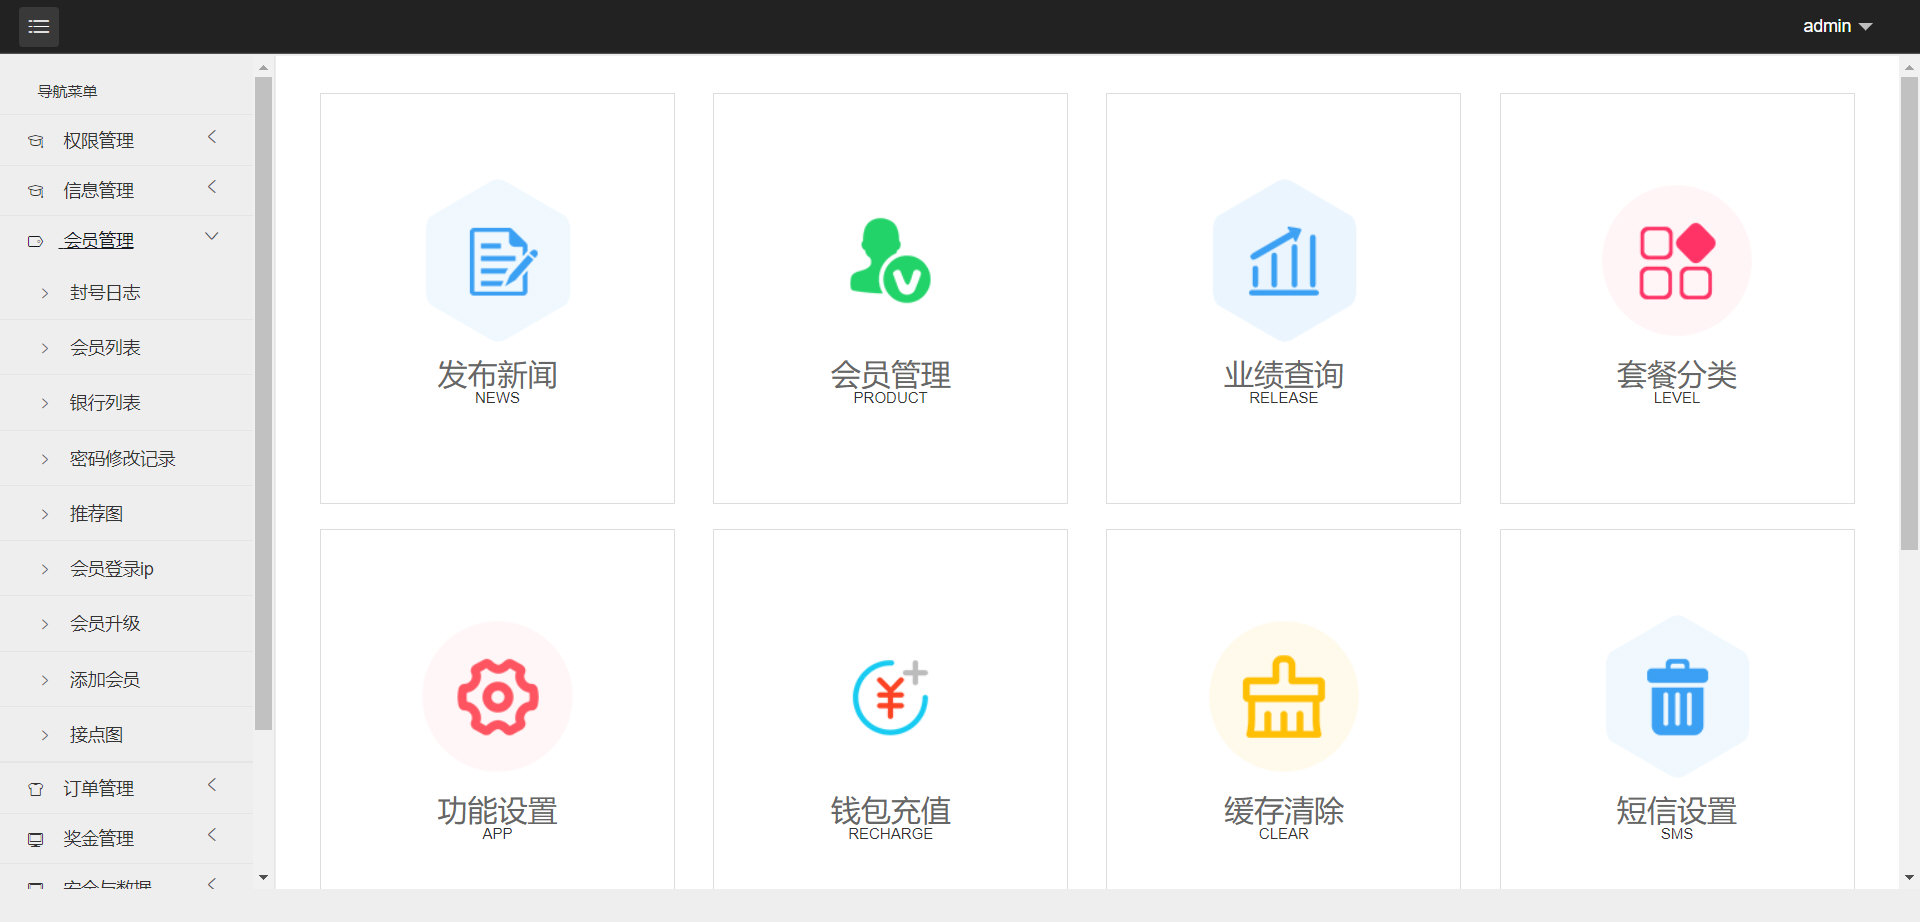 admin
导航菜单
权限管理
信息管理
会员管理
封号日志
会员列表
银行列表
密码修改记录
推荐图
会员登录ip
会员升级
添加会员
接点图
订单管理
奖金管理
安全与数据
发布新闻
NEWS
会员管理
PRODUCT
业绩查询
RELEASE
套餐分类
LEVEL
功能设置
APP
钱包充值
RECHARGE
缓存清除
CLEAR
短信设置
SMS